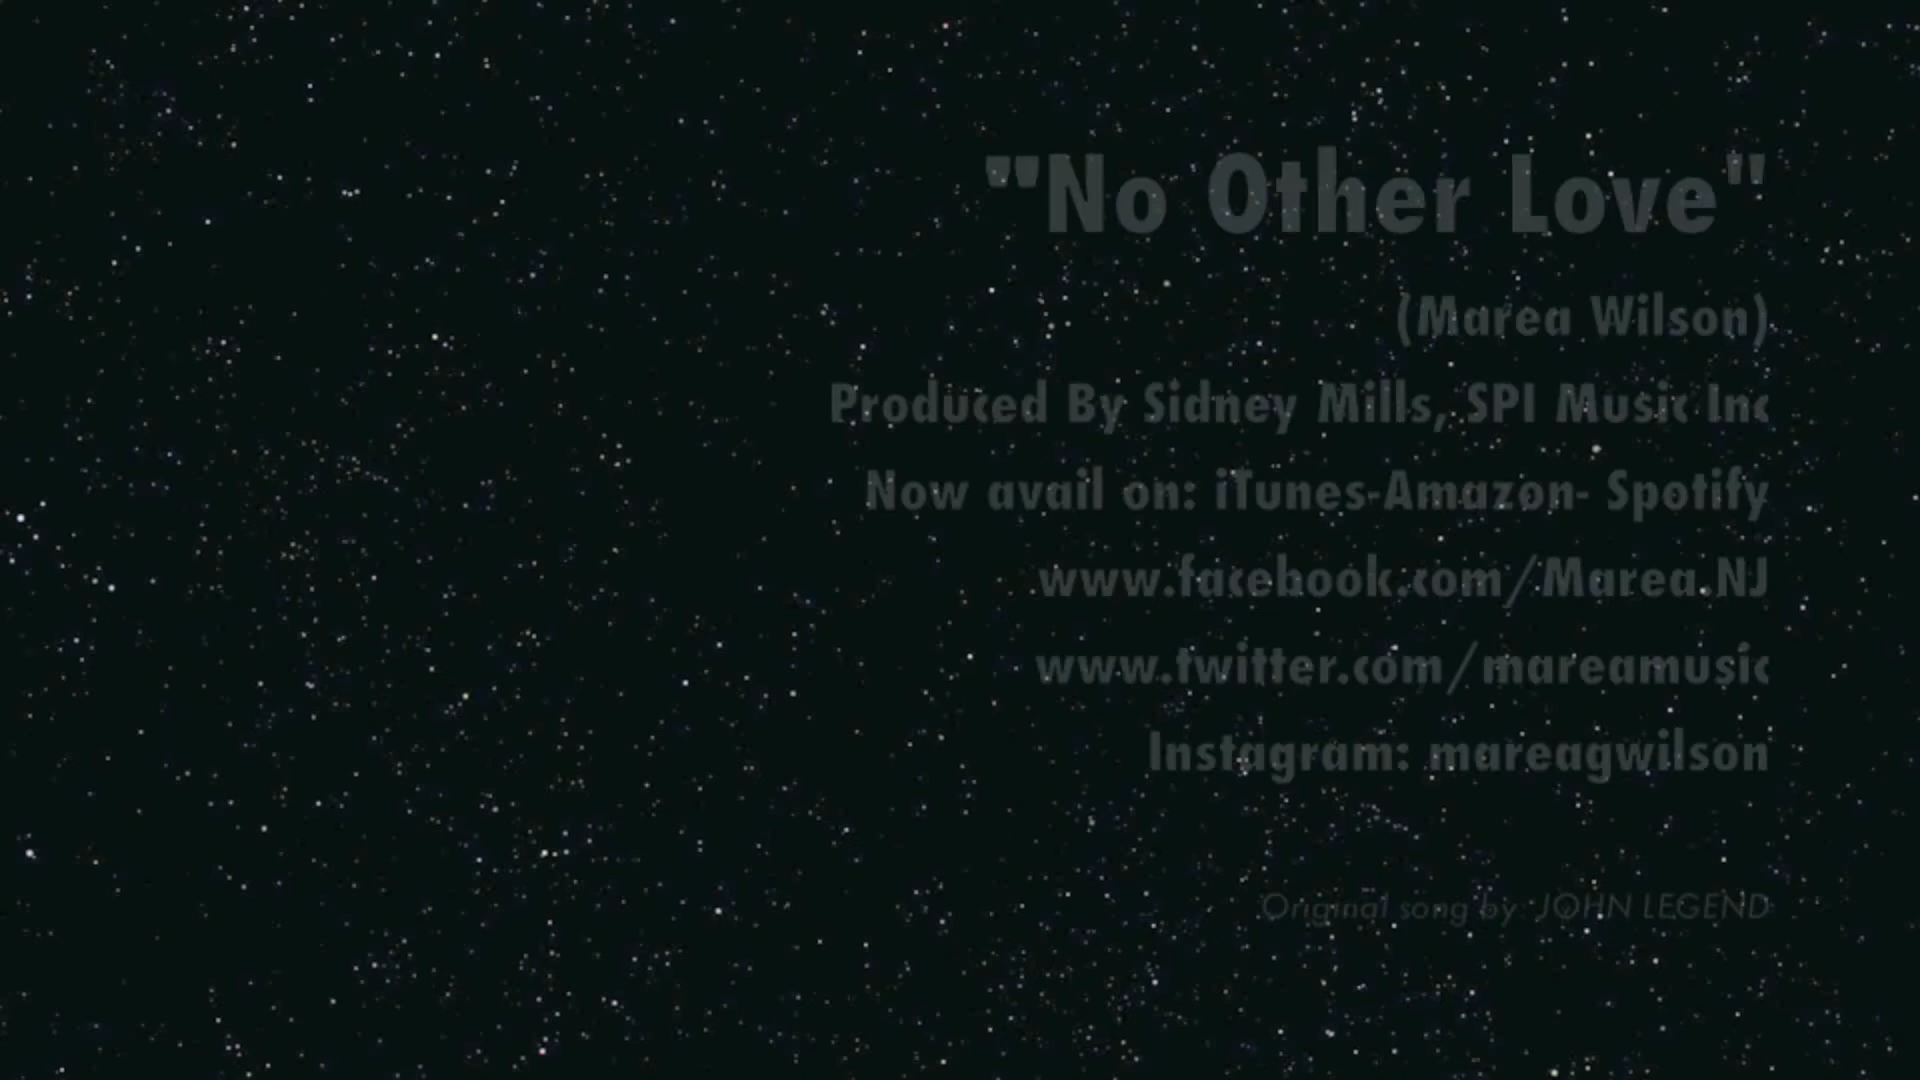 "No Other Love"
(Marea Wilson)
Produced By Sidney Mills, SPI Music Inc
Now avail on: iTunes-Amazon- Spotify
www.facebook.com/Marea.NJ
www.twitter.com/mareamusic
Instagram: mareagwilson
Original song by: JOHN LEGEND